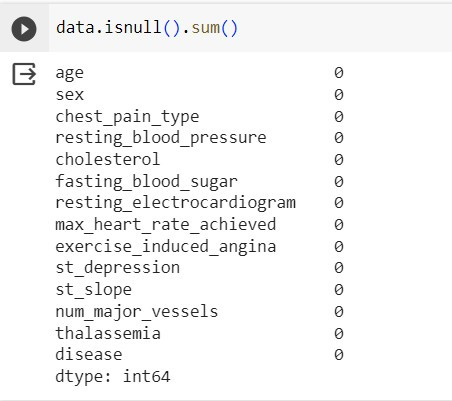 data.isnull().sum()
age 0
sex 0
chest_pain_type 0
resting_blood_pressure 0
cholesterol 0
fasting_blood_sugar 0
resting_electrocardiogram 0
max_heart_rate_achieved 0
exercise_induced_angina 0
st_depression 0
st_slope 0
num_major_vessels 0
thalassemia 0
disease 0
dtype: int64